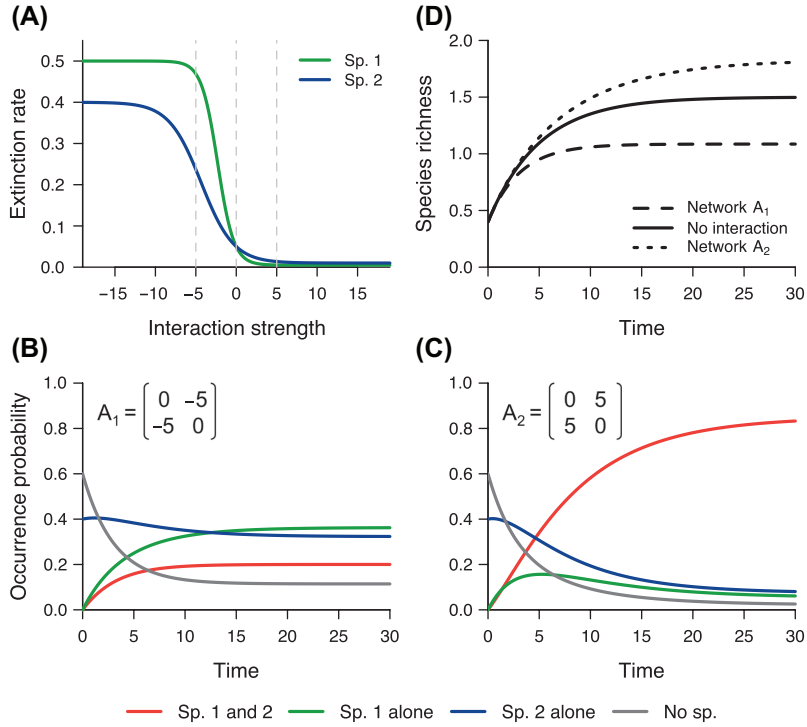 (A)
Extinction rate
0.5
0.4
0.3
0.2
0.1
0.0
Sp. 1
Sp. 2
−15 −10 −5 0 5 10 15
Interaction strength
(D)
Species richness
2.0
1.5
1.0
0.5
0.0
Network A1
No interaction
Network A2
0 5 10 15 20 25 30
Time
(B)
Occurrence probability
1.0
0.8
0.6
0.4
0.2
0.0
A1 =
0 −5
−5 0
0 5 10 15 20 25 30
Time
(C)
1.0
0.8
0.6
0.4
0.2
0.0
A2 =
0 5
5 0
0 5 10 15 20 25 30
Time
Sp. 1 and 2 Sp. 1 alone Sp. 2 alone No sp.